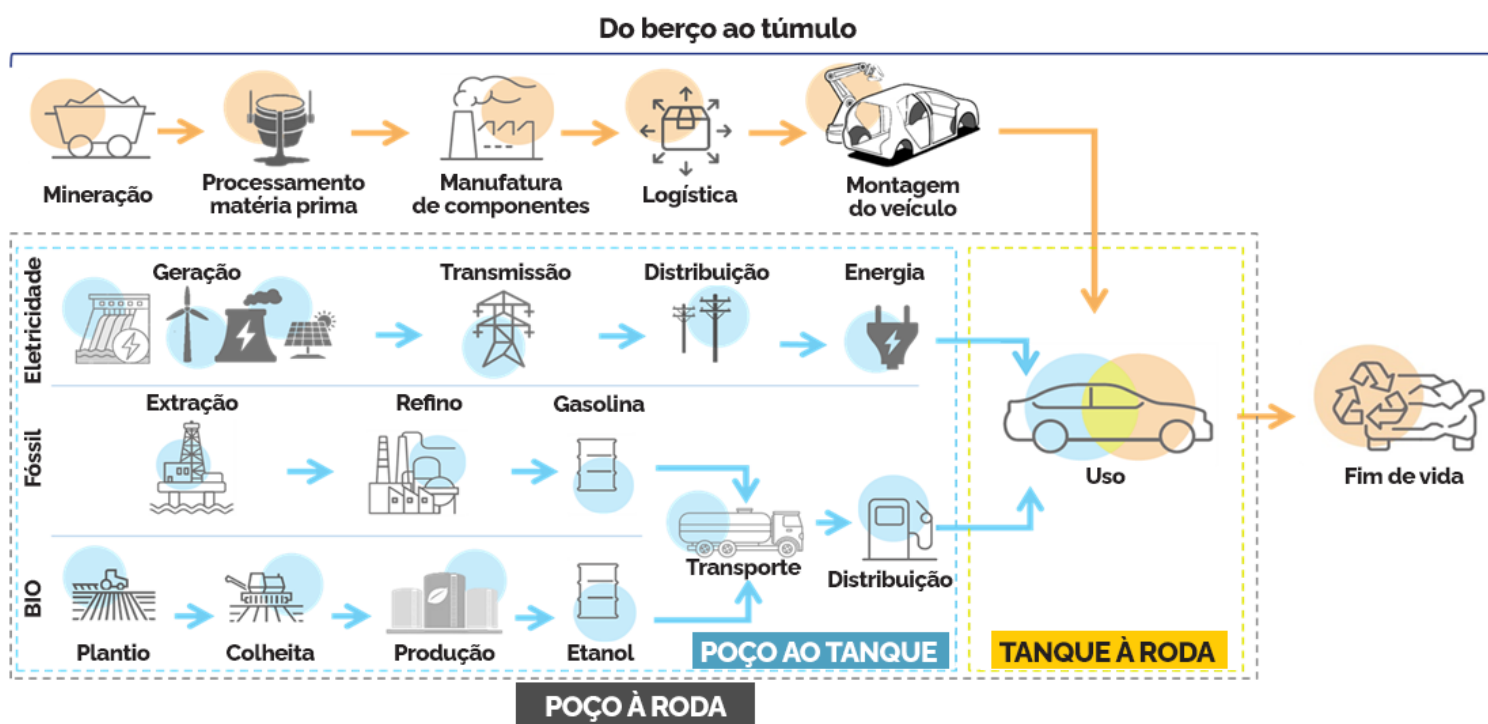 Do berço ao túmulo
Mineração
Processamento
matéria prima
Manufatura
de componentes
Logística
Montagem
do veículo
Eletricidade
Geração
Transmissão
Distribuição
Energia
Fóssil
Extração
Refino
Gasolina
Transporte
Distribuição
BIO
Plantio
Colheita
Produção
Etanol
POÇO AO TANQUE
Uso
TANQUE À RODA
Fim de vida
POÇO À RODA